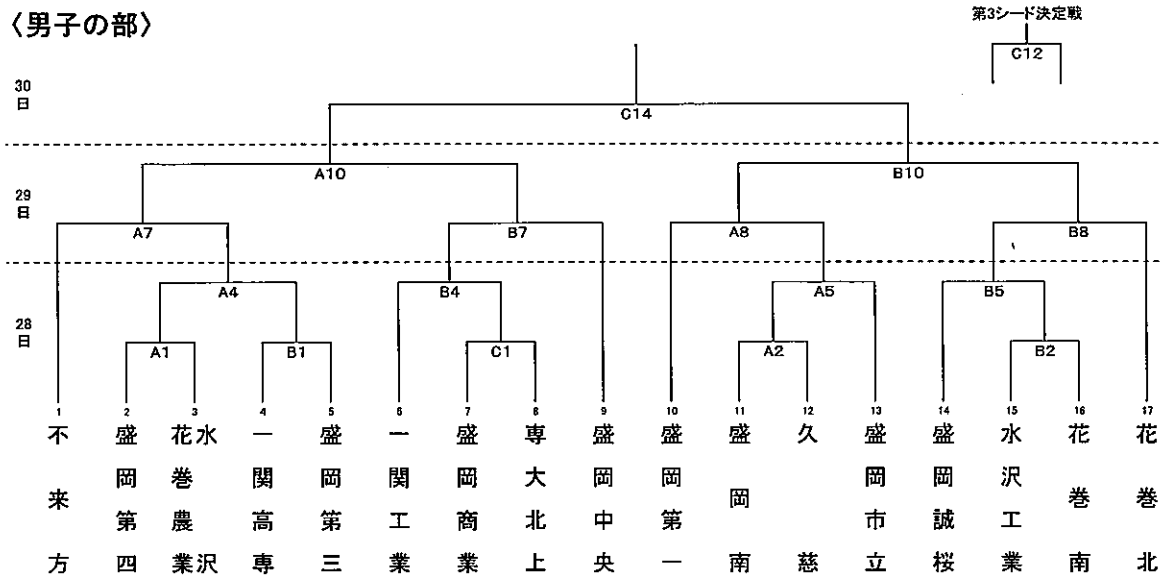 〈男子の部〉
第3シード決定戦
C12
30日
C14
A10
B10
29日
A7
B7
A8
B8
A4
B4
A5
B5
28日
A1
B1
C1
A2
B2
1 不来方
2 盛岡第四
3 花巻農業 水沢
4 一関高専
5 盛岡第三
6 一関工業
7 盛岡商業
8 専大北上
9 盛岡中央
10 盛岡第一
11 盛岡南
12 久慈
13 盛岡市立
14 盛岡誠桜
15 水沢工業
16 花巻南
17 花巻北